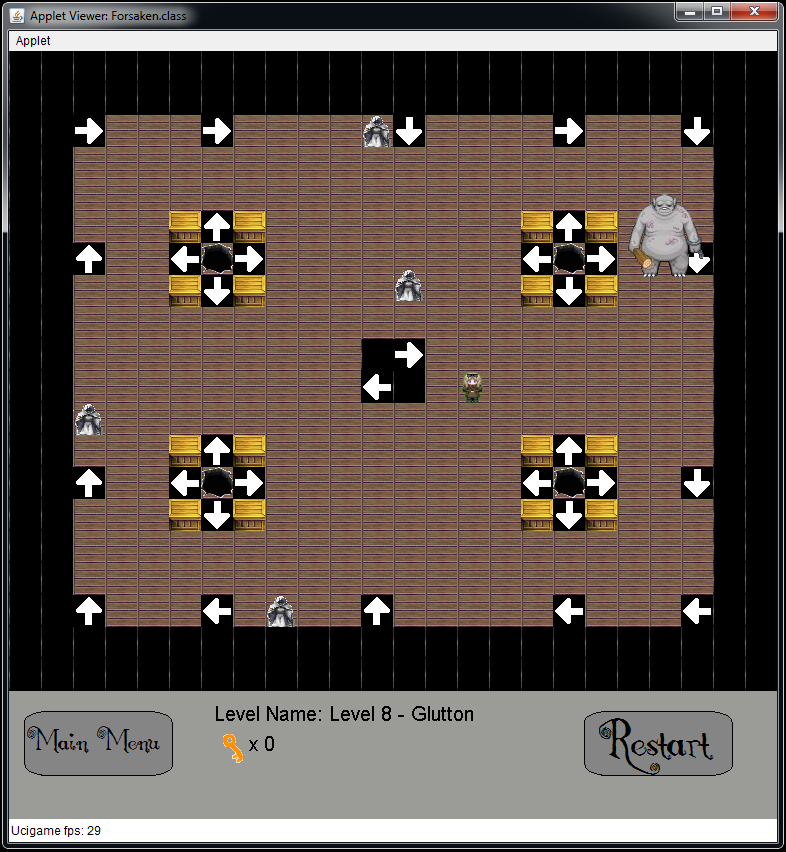 Applet Viewer: Forsaken.class
Applet
Level Name: Level 8 - Glutton
x 0
Main Menu
Restart
Ucigame fps: 29